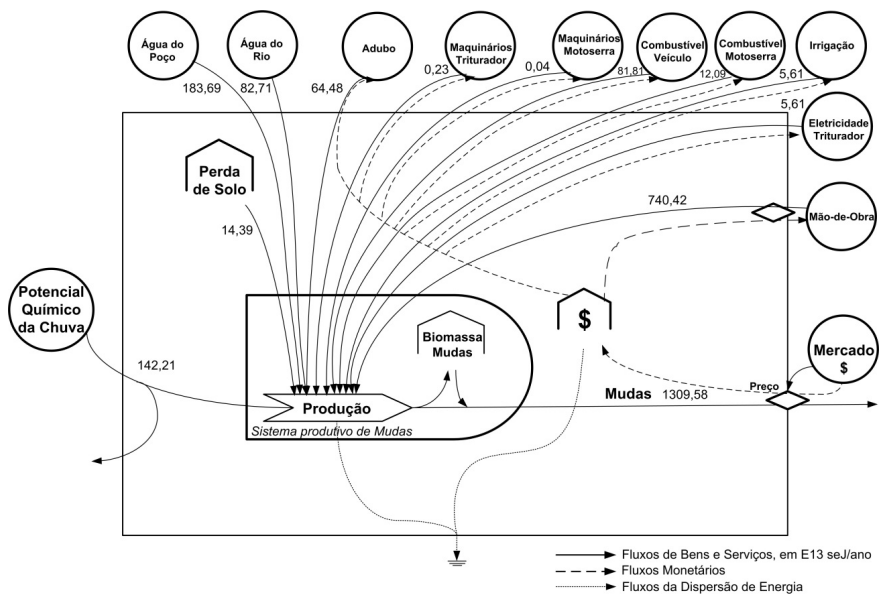 Água do
Poço
Água do
Rio
Adubo
Maquinários
Triturador
Maquinários
Motoserra
Combustível
Veículo
Combustível
Motoserra
Irrigação
183,69
82,71
64,48
0,23
0,04
81,81
12,09
5,61
5,61
Eletricidade
Triturador
Perda
de Solo
14,39
740,42
Mão-de-Obra
Potencial
Químico
da Chuva
142,21
Biomassa
Mudas
$
Mercado
$
Produção
Mudas
1309,58
Preço
Sistema produtivo de Mudas
Fluxos de Bens e Serviços, em E13 seJ/ano
Fluxos Monetários
Fluxos da Dispersão de Energia